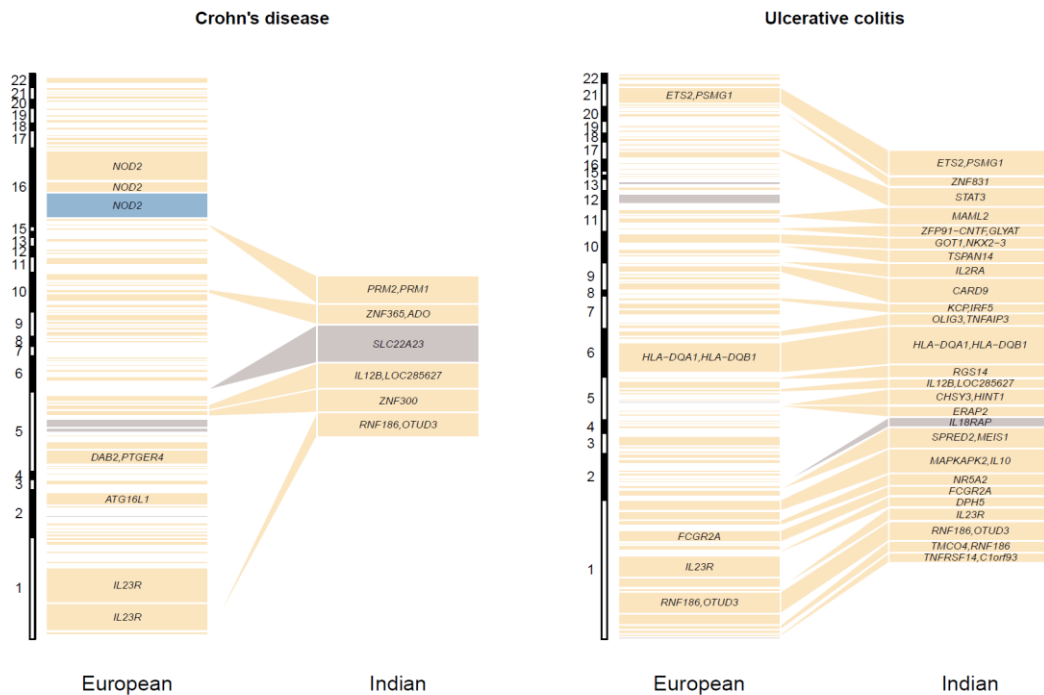 Crohn's disease
22
21
20
19
18
17
16
15
13
12
11
10
9
8
7
6
5
4
3
2
1
NOD2
NOD2
NOD2
DAB2,PTGER4
ATG16L1
IL23R
IL23R
PRM2,PRM1
ZNF365,ADO
SLC22A23
IL12B,LOC285627
ZNF300
RNF186,OTUD3
European
Indian
Ulcerative colitis
22
21
20
19
18
17
16
15
13
12
11
10
9
8
7
6
5
4
3
2
1
ETS2,PSMG1
HLA−DQA1,HLA−DQB1
FCGR2A
IL23R
RNF186,OTUD3
ETS2,PSMG1
ZNF831
STAT3
MAML2
ZFP91−CNTF,GLYAT
GOT1,NKX2−3
TSPAN14
IL2RA
CARD9
KCP,IRF5
OLIG3,TNFAIP3
HLA−DQA1,HLA−DQB1
RGS14
IL12B,LOC285627
CHSY3,HINT1
ERAP2
IL18RAP
SPRED2,MEIS1
MAPKAPK2,IL10
NR5A2
FCGR2A
DPH5
IL23R
RNF186,OTUD3
TMCO4,RNF186
TNFRSF14,C1orf93
European
Indian